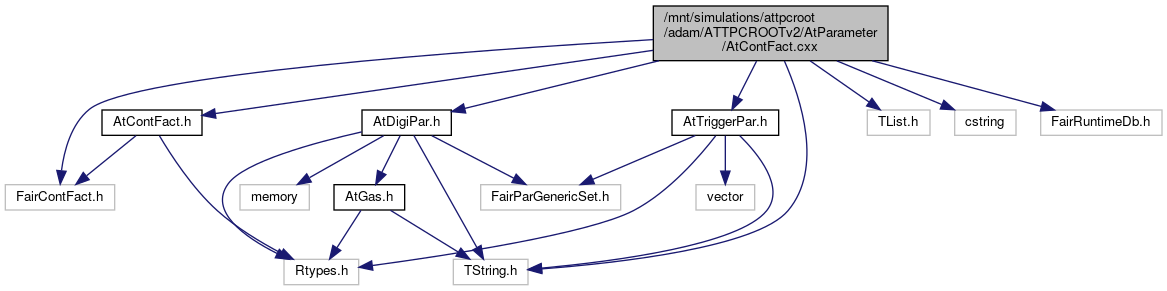 /mnt/simulations/attpcroot
/adam/ATTPCROOTv2/AtParameter
/AtContFact.cxx
AtContFact.h
AtDigiPar.h
AtTriggerPar.h
TList.h
cstring
FairRuntimeDb.h
FairContFact.h
memory
AtGas.h
FairParGenericSet.h
vector
Rtypes.h
TString.h